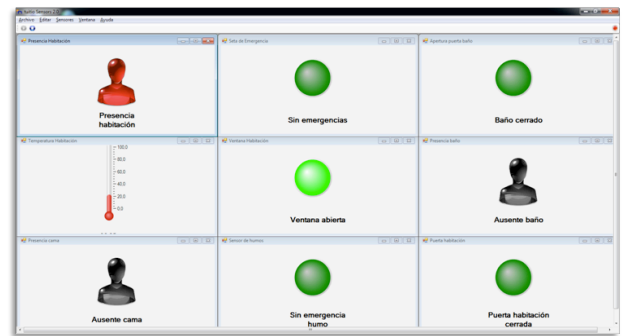 Archivo Editar Sensores Ventana Ayuda
Presencia Habitación
Seta de Emergencia
Apertura puerta baño
Presencia
habitación
Sin emergencias
Baño cerrado
Temperatura Habitación
Ventana Habitación
Presencia baño
100,0
80,0
60,0
40,0
20,0
0,0
Ventana abierta
Ausente baño
Presencia cama
Sensor de humos
Puerta habitación
Ausente cama
Sin emergencia
humo
Puerta habitación
cerrada